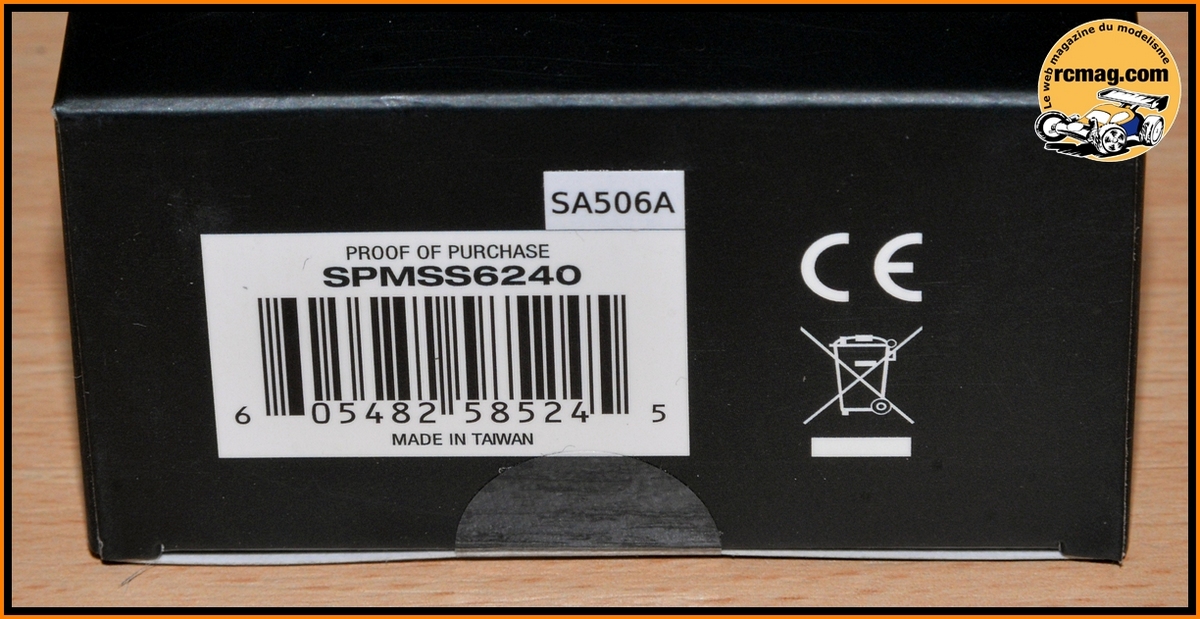 Le web magazine du modelisme
rcmag.com
SA506A
PROOF OF PURCHASE
SPMSS6240
6 05482 58524 5
MADE IN TAIWAN
CE